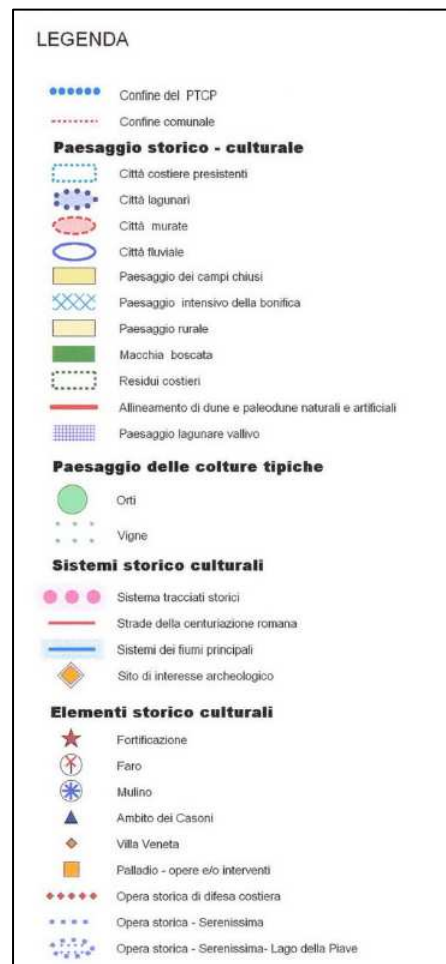 LEGENDA
Confine del PTCP
Confine comunale
Paesaggio storico - culturale
Città costiere presistenti
Città lagunari
Città murate
Città fluviale
Paesaggio dei campi chiusi
Paesaggio intensivo della bonifica
Paesaggio rurale
Macchia boscata
Residui costieri
Allineamento di dune e paleodune naturali e artificiali
Paesaggio lagunare vallivo
Paesaggio delle colture tipiche
Orti
Vigne
Sistemi storico culturali
Sistema tracciati storici
Strade della centuriazione romana
Sistemi dei fiumi principali
Sito di interesse archeologico
Elementi storico culturali
Fortificazione
Faro
Mulino
Ambito dei Casoni
Villa Veneta
Palladio - opere e/o interventi
Opera storica di difesa costiera
Opera storica - Serenissima
Opera storica - Serenissima- Lago della Piave